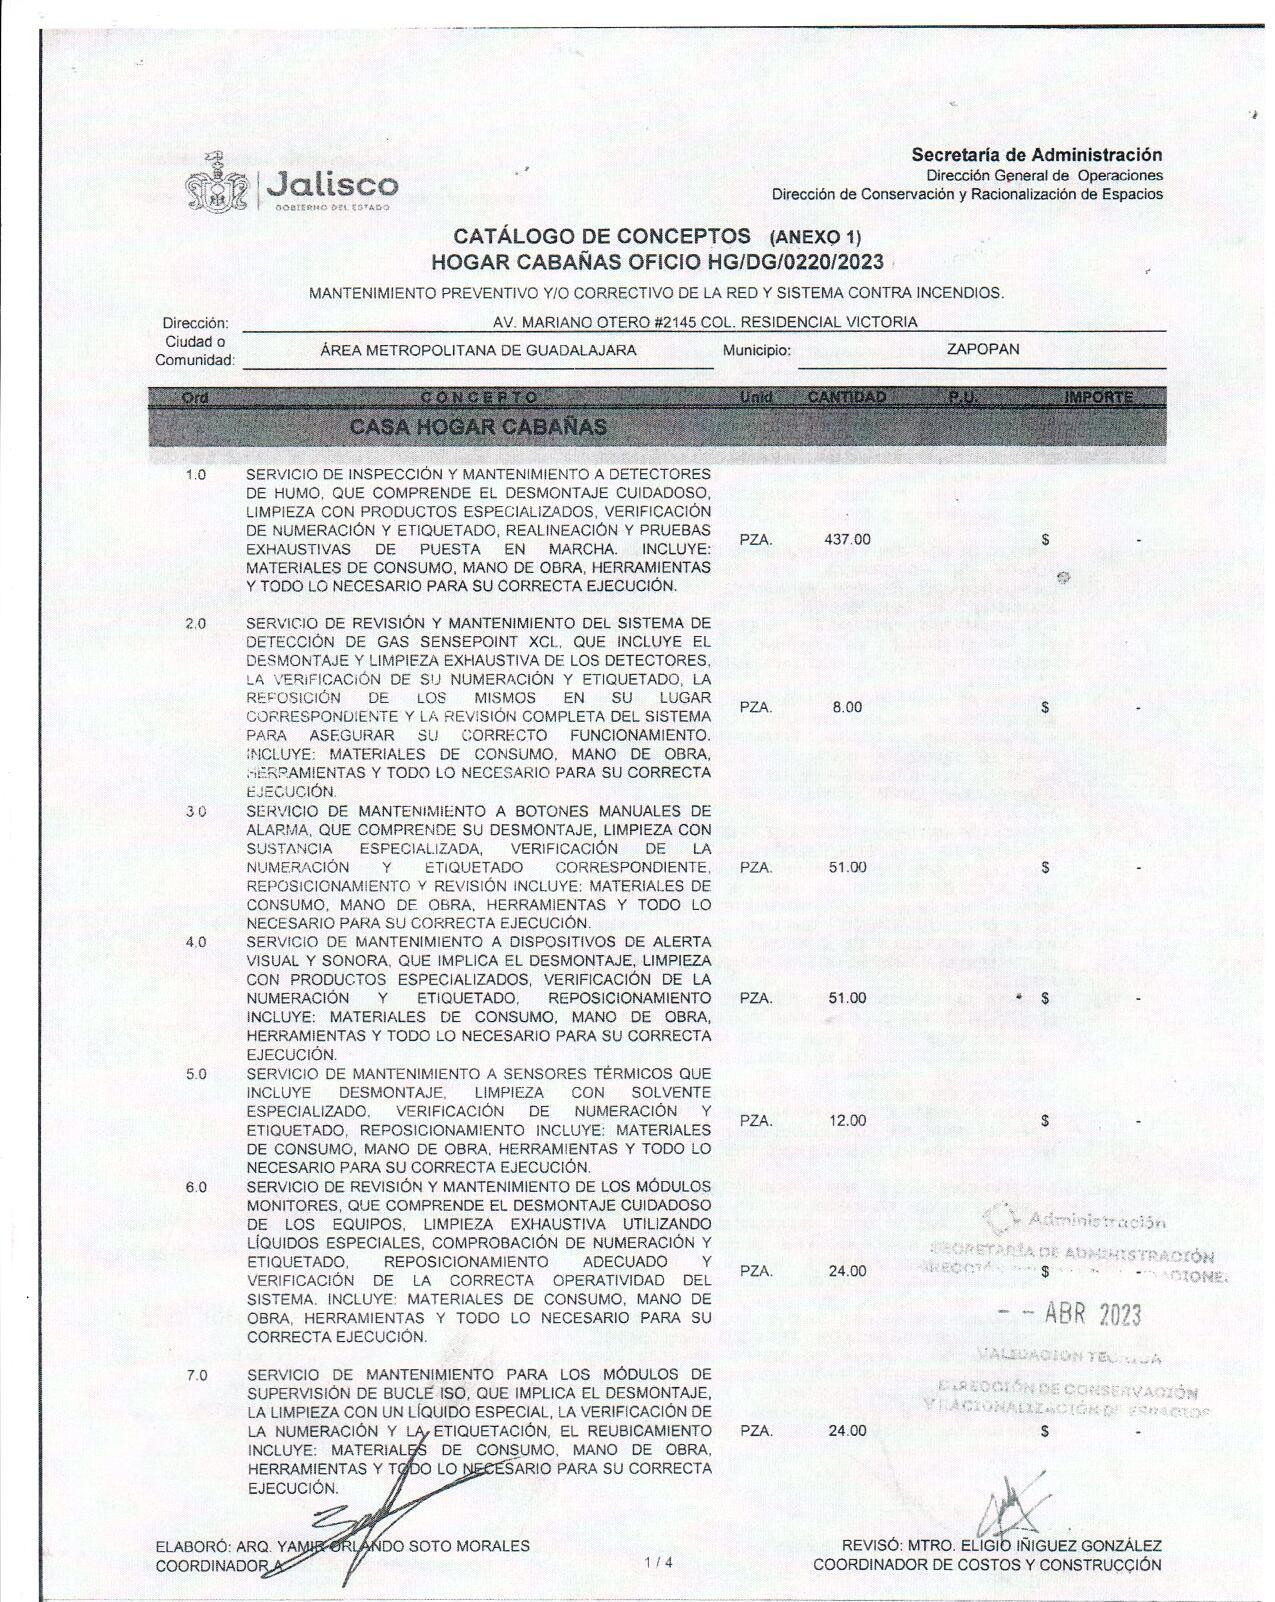 Jalisco
GOBIERNO DEL ESTADO
Secretaría de Administración
Dirección General de Operaciones
Dirección de Conservación y Racionalización de Espacios
CATÁLOGO DE CONCEPTOS (ANEXO 1)
HOGAR CABAÑAS OFICIO HG/DG/0220/2023
MANTENIMIENTO PREVENTIVO Y/O CORRECTIVO DE LA RED Y SISTEMA CONTRA INCENDIOS.
Dirección: AV. MARIANO OTERO #2145 COL. RESIDENCIAL VICTORIA
Ciudad o
Comunidad: ÁREA METROPOLITANA DE GUADALAJARA Municipio: ZAPOPAN
Ord CONCEPTO Unid CANTIDAD P.U. IMPORTE
CASA HOGAR CABAÑAS
1.0 SERVICIO DE INSPECCIÓN Y MANTENIMIENTO A DETECTORES
DE HUMO, QUE COMPRENDE EL DESMONTAJE CUIDADOSO,
LIMPIEZA CON PRODUCTOS ESPECIALIZADOS, VERIFICACIÓN
DE NUMERACIÓN Y ETIQUETADO, REALINEACIÓN Y PRUEBAS
EXHAUSTIVAS DE PUESTA EN MARCHA. INCLUYE: PZA. 437.00 $ -
MATERIALES DE CONSUMO, MANO DE OBRA, HERRAMIENTAS
Y TODO LO NECESARIO PARA SU CORRECTA EJECUCIÓN.
2.0 SERVICIO DE REVISIÓN Y MANTENIMIENTO DEL SISTEMA DE
DETECCIÓN DE GAS SENSEPOINT XCL, QUE INCLUYE EL
DESMONTAJE Y LIMPIEZA EXHAUSTIVA DE LOS DETECTORES,
LA VERIFICACIÓN DE SU NUMERACIÓN Y ETIQUETADO, LA
REPOSICIÓN DE LOS MISMOS EN SU LUGAR
CORRESPONDIENTE Y LA REVISIÓN COMPLETA DEL SISTEMA PZA. 8.00 $ -
PARA ASEGURAR SU CORRECTO FUNCIONAMIENTO.
INCLUYE: MATERIALES DE CONSUMO, MANO DE OBRA,
HERRAMIENTAS Y TODO LO NECESARIO PARA SU CORRECTA
EJECUCIÓN.
3.0 SERVICIO DE MANTENIMIENTO A BOTONES MANUALES DE
ALARMA, QUE COMPRENDE SU DESMONTAJE, LIMPIEZA CON
SUSTANCIA ESPECIALIZADA, VERIFICACIÓN DE LA
NUMERACIÓN Y ETIQUETADO CORRESPONDIENTE, PZA. 51.00 $ -
REPOSICIONAMIENTO Y REVISIÓN INCLUYE: MATERIALES DE
CONSUMO, MANO DE OBRA, HERRAMIENTAS Y TODO LO
NECESARIO PARA SU CORRECTA EJECUCIÓN.
4.0 SERVICIO DE MANTENIMIENTO A DISPOSITIVOS DE ALERTA
VISUAL Y SONORA, QUE IMPLICA EL DESMONTAJE, LIMPIEZA
CON PRODUCTOS ESPECIALIZADOS, VERIFICACIÓN DE LA
NUMERACIÓN Y ETIQUETADO, REPOSICIONAMIENTO PZA. 51.00 $ -
INCLUYE: MATERIALES DE CONSUMO, MANO DE OBRA,
HERRAMIENTAS Y TODO LO NECESARIO PARA SU CORRECTA
EJECUCIÓN.
5.0 SERVICIO DE MANTENIMIENTO A SENSORES TÉRMICOS QUE
INCLUYE DESMONTAJE, LIMPIEZA CON SOLVENTE
ESPECIALIZADO, VERIFICACIÓN DE NUMERACIÓN Y
ETIQUETADO, REPOSICIONAMIENTO INCLUYE: MATERIALES PZA. 12.00 $ -
DE CONSUMO, MANO DE OBRA, HERRAMIENTAS Y TODO LO
NECESARIO PARA SU CORRECTA EJECUCIÓN.
6.0 SERVICIO DE REVISIÓN Y MANTENIMIENTO DE LOS MÓDULOS
MONITORES, QUE COMPRENDE EL DESMONTAJE CUIDADOSO
DE LOS EQUIPOS, LIMPIEZA EXHAUSTIVA UTILIZANDO
LÍQUIDOS ESPECIALES, COMPROBACIÓN DE NUMERACIÓN Y
ETIQUETADO, REPOSICIONAMIENTO ADECUADO Y
VERIFICACIÓN DE LA CORRECTA OPERATIVIDAD DEL PZA. 24.00 $ -
SISTEMA. INCLUYE: MATERIALES DE CONSUMO, MANO DE
OBRA, HERRAMIENTAS Y TODO LO NECESARIO PARA SU
CORRECTA EJECUCIÓN.
Administración
SECRETARÍA DE ADMINISTRACIÓN
- - ABR 2023
VALIDACION TECNICA
DIRECCIÓN DE CONSERVACIÓN
Y RACIONALIZACIÓN DE ESPACIOS
7.0 SERVICIO DE MANTENIMIENTO PARA LOS MÓDULOS DE
SUPERVISIÓN DE BUCLE ISO, QUE IMPLICA EL DESMONTAJE,
LA LIMPIEZA CON UN LÍQUIDO ESPECIAL, LA VERIFICACIÓN DE
LA NUMERACIÓN Y LA ETIQUETACIÓN, EL REUBICAMIENTO PZA. 24.00 $ -
INCLUYE: MATERIALES DE CONSUMO, MANO DE OBRA,
HERRAMIENTAS Y TODO LO NECESARIO PARA SU CORRECTA
EJECUCIÓN.
ELABORÓ: ARQ. YAMIR ORLANDO SOTO MORALES
COORDINADOR A
1 / 4
REVISÓ: MTRO. ELIGIO IÑIGUEZ GONZÁLEZ
COORDINADOR DE COSTOS Y CONSTRUCCIÓN